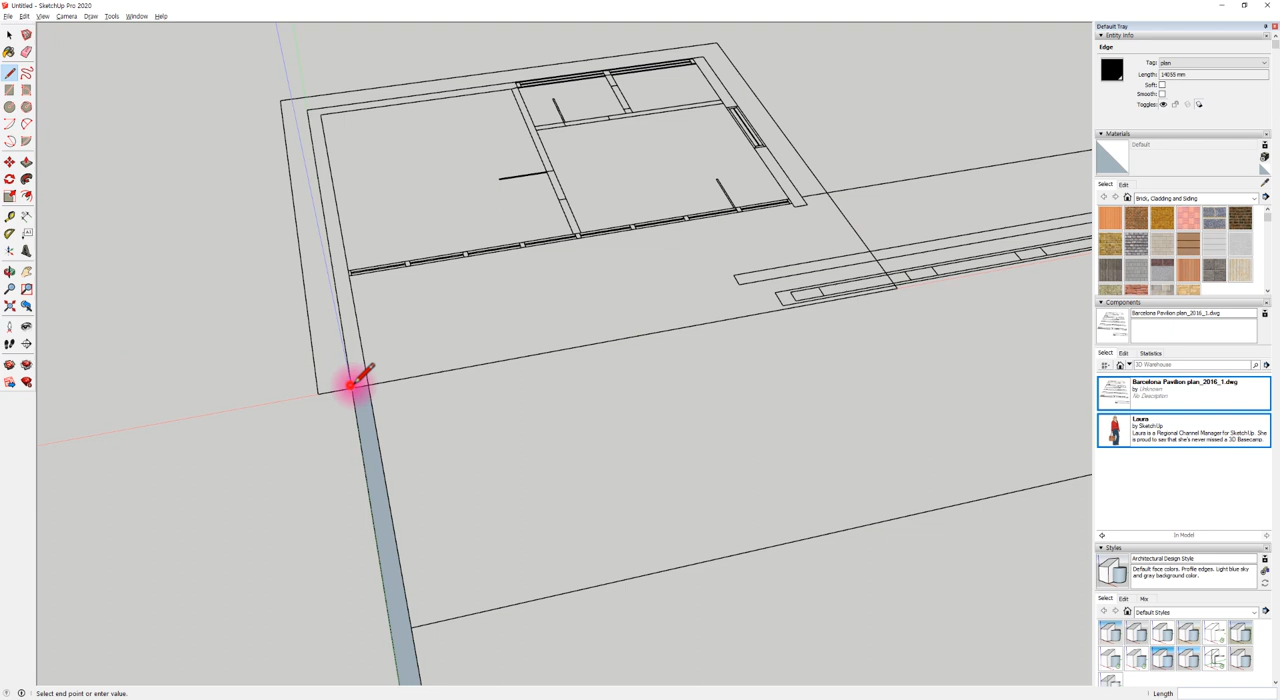 Untitled - SketchUp Pro 2020
File Edit View Camera Draw Tools Window Help
Default Tray
Entity Info
Edge
Tag: plan
Length: 14055 mm
Soft:
Smooth:
Toggles:
Materials
Default
Select Edit
Brick, Cladding and Siding
Components
Barcelona Pavilion plan_2016_1.dwg
Select Edit Statistics
3D Warehouse
Barcelona Pavilion plan_2016_1.dwg
by Unknown
No Description
Laura
by SketchUp
Laura is a Regional Channel Manager for SketchUp. She
is proud to say that she's never missed a 3D Basecamp.
In Model
Styles
Architectural Design Style
Default face colors. Profile edges. Light blue sky
and gray background color.
Select Edit Mix
Default Styles
Select end point or enter value.
Length